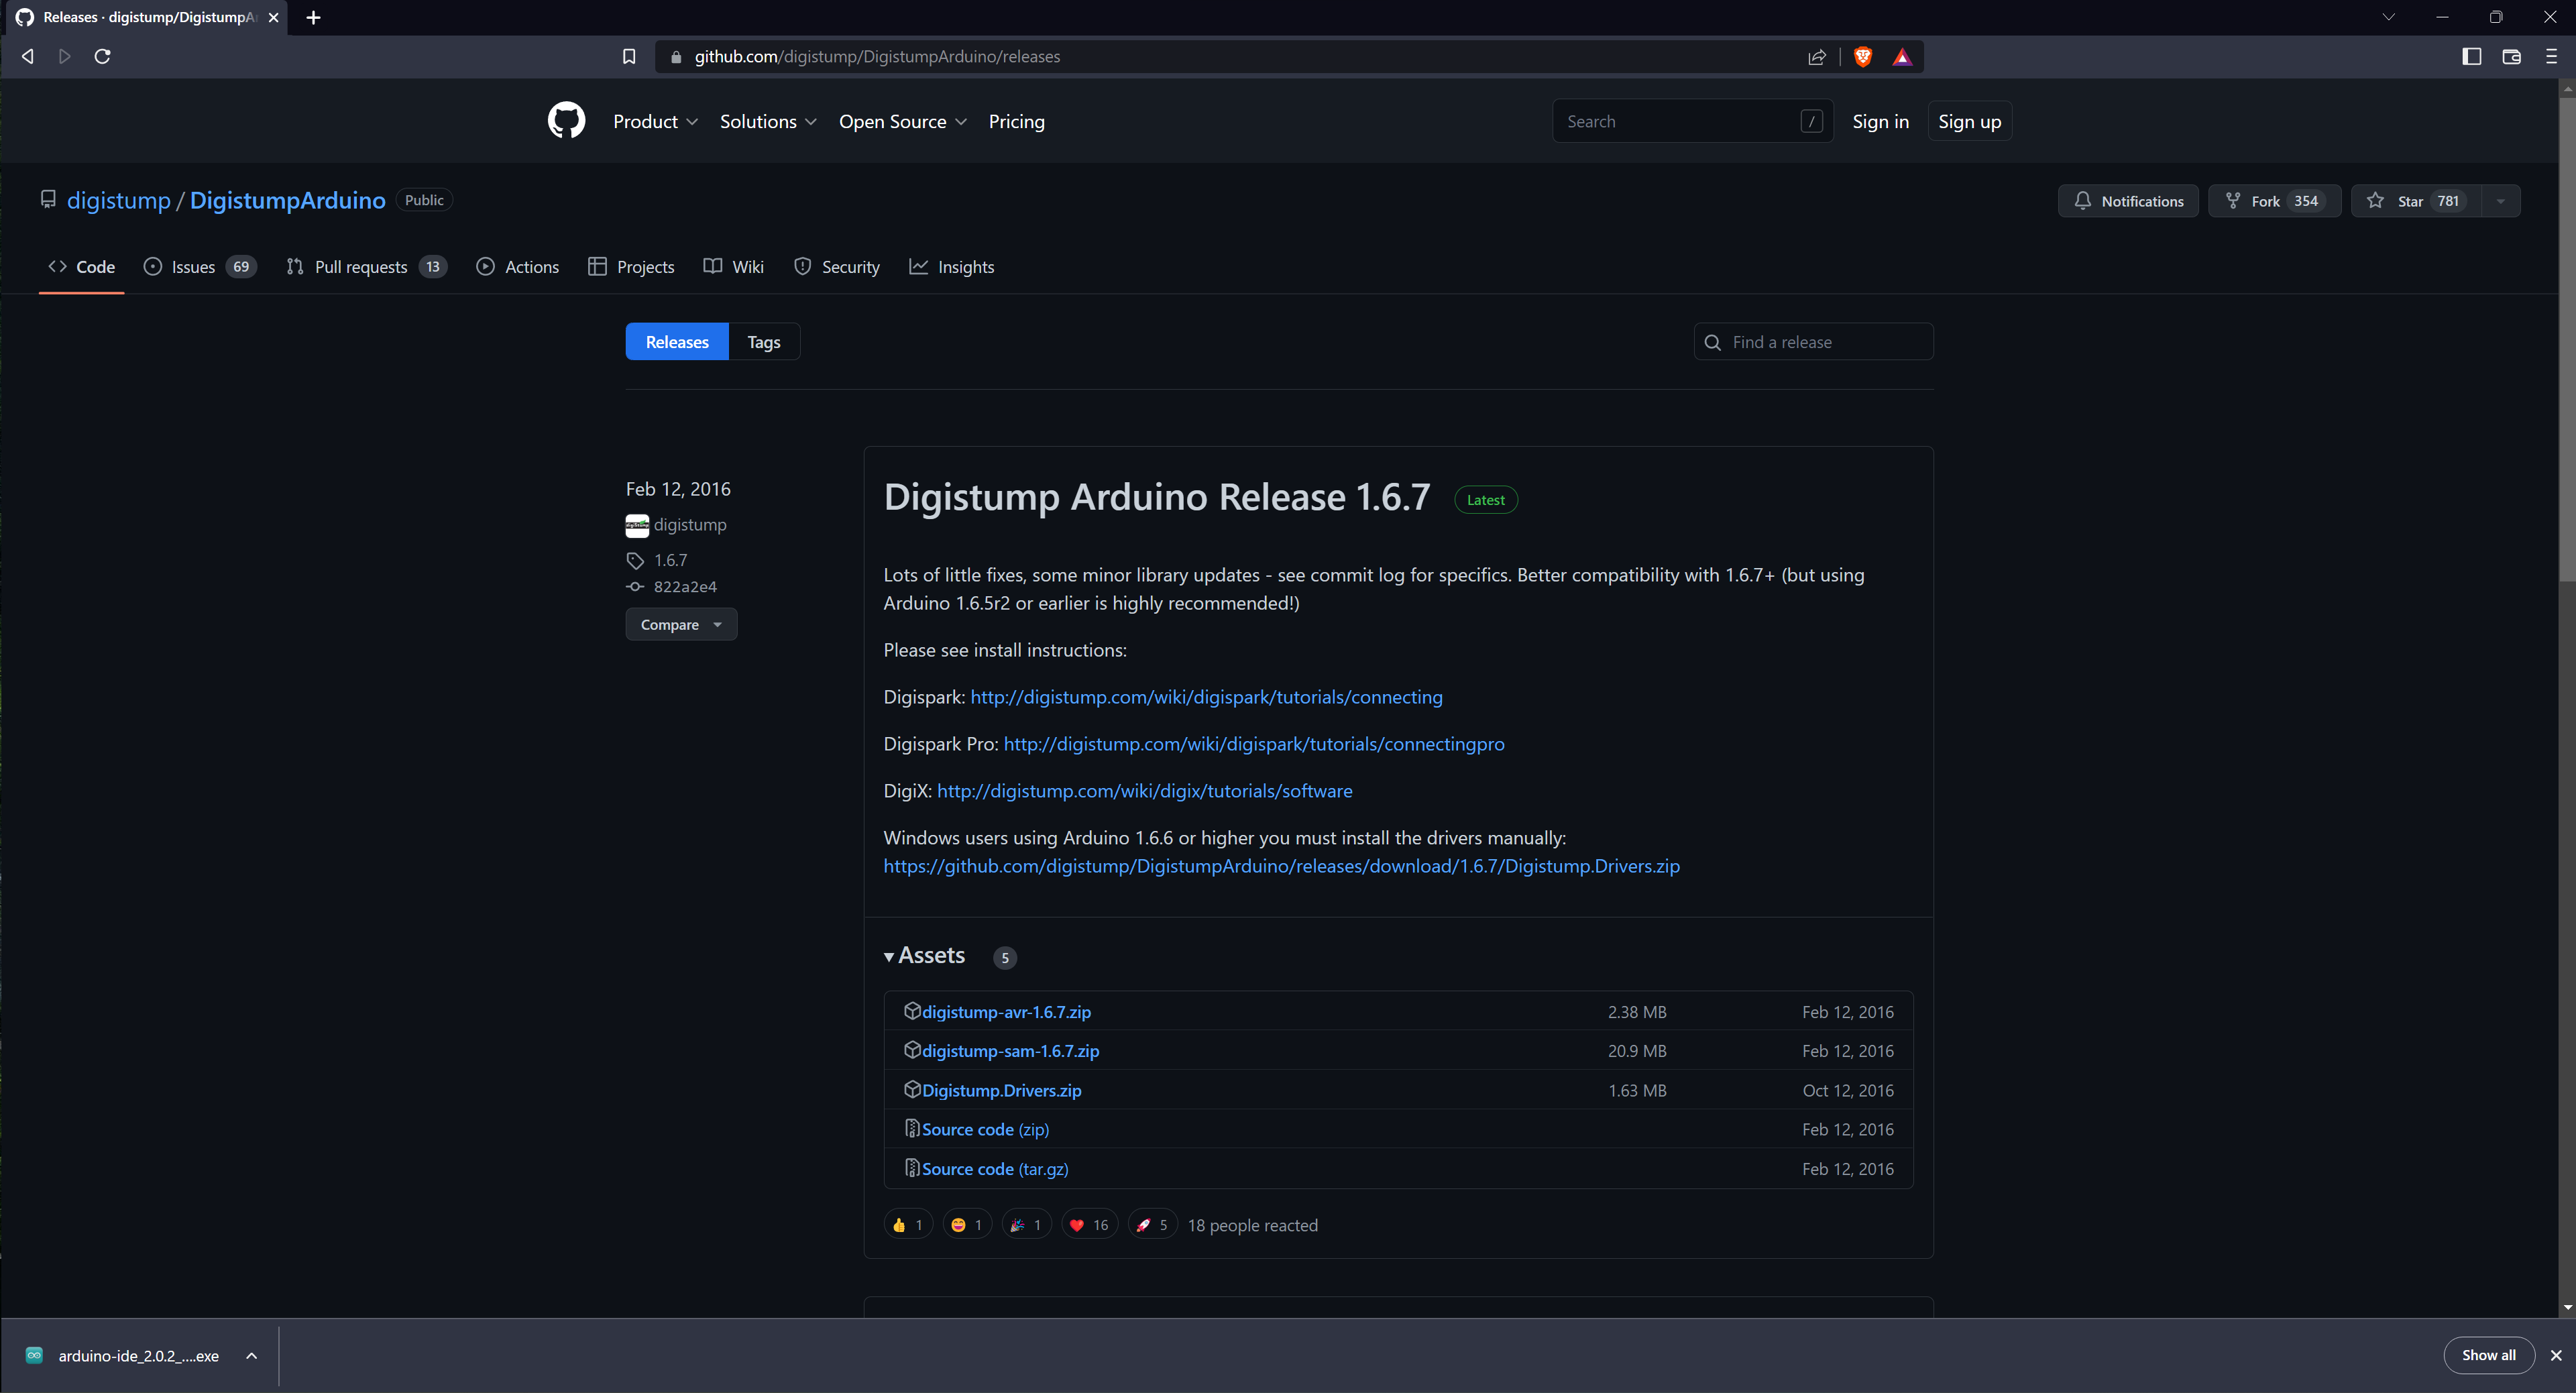 Releases · digistump/DigistumpAr
github.com/digistump/DigistumpArduino/releases
Product Solutions Open Source Pricing Search / Sign in Sign up
digistump / DigistumpArduino Public Notifications Fork 354 Star 781
Code Issues 69 Pull requests 13 Actions Projects Wiki Security Insights
Releases Tags Find a release
Feb 12, 2016
digistump
1.6.7
822a2e4
Compare
Digistump Arduino Release 1.6.7 Latest
Lots of little fixes, some minor library updates - see commit log for specifics. Better compatibility with 1.6.7+ (but using
Arduino 1.6.5r2 or earlier is highly recommended!)
Please see install instructions:
Digispark: http://digistump.com/wiki/digispark/tutorials/connecting
Digispark Pro: http://digistump.com/wiki/digispark/tutorials/connectingpro
DigiX: http://digistump.com/wiki/digix/tutorials/software
Windows users using Arduino 1.6.6 or higher you must install the drivers manually:
https://github.com/digistump/DigistumpArduino/releases/download/1.6.7/Digistump.Drivers.zip
Assets 5
digistump-avr-1.6.7.zip 2.38 MB Feb 12, 2016
digistump-sam-1.6.7.zip 20.9 MB Feb 12, 2016
Digistump.Drivers.zip 1.63 MB Oct 12, 2016
Source code (zip) Feb 12, 2016
Source code (tar.gz) Feb 12, 2016
👍 1 😄 1 🎉 1 ❤️ 16 🚀 5 18 people reacted
arduino-ide_2.0.2_....exe Show all